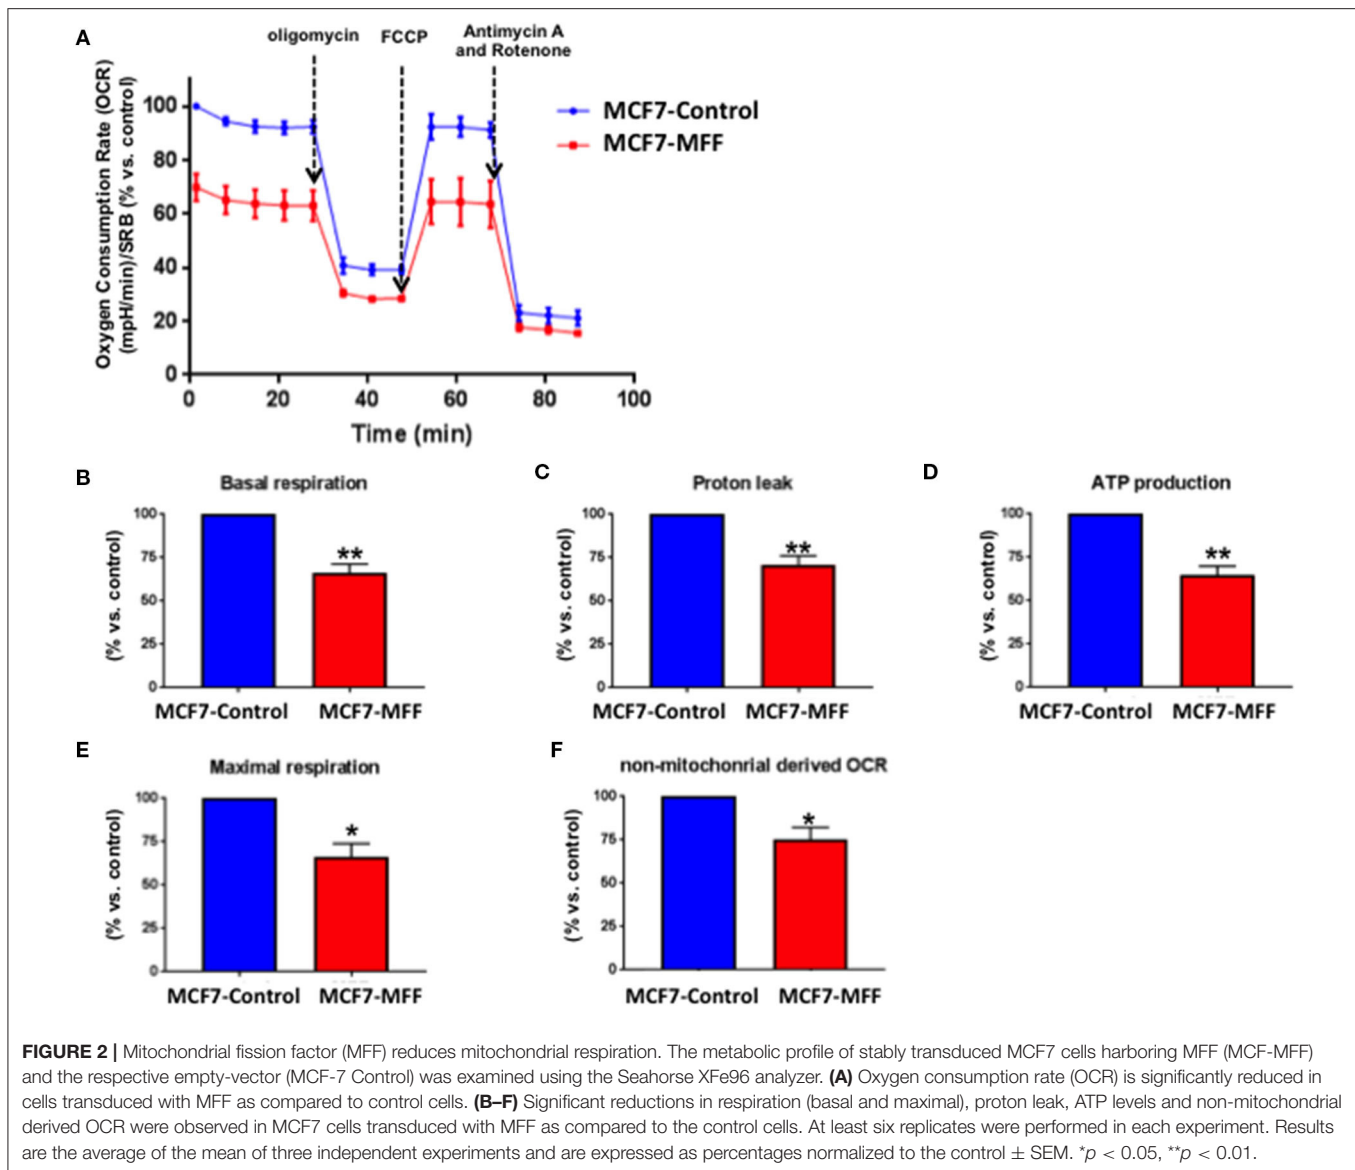 A
oligomycin
FCCP
Antimycin A
and Rotenone
Oxygen Consumption Rate (OCR)
(mpH/min)/SRB (% vs. control)
100
80
60
40
20
0
0 20 40 60 80 100
Time (min)
MCF7-Control
MCF7-MFF
B
Basal respiration
(% vs. control)
100
75
50
25
0
**
MCF7-Control MCF7-MFF
C
Proton leak
(% vs. control)
100
75
50
25
0
**
MCF7-Control MCF7-MFF
D
ATP production
(% vs. control)
100
75
50
25
0
**
MCF7-Control MCF7-MFF
E
Maximal respiration
(% vs. control)
100
75
50
25
0
*
MCF7-Control MCF7-MFF
F
non-mitochonrial derived OCR
(% vs. control)
100
75
50
25
0
*
MCF7-Control MCF7-MFF
FIGURE 2 | Mitochondrial fission factor (MFF) reduces mitochondrial respiration. The metabolic profile of stably transduced MCF7 cells harboring MFF (MCF-MFF)
and the respective empty-vector (MCF-7 Control) was examined using the Seahorse XFe96 analyzer. (A) Oxygen consumption rate (OCR) is significantly reduced in
cells transduced with MFF as compared to control cells. (B–F) Significant reductions in respiration (basal and maximal), proton leak, ATP levels and non-mitochondrial
derived OCR were observed in MCF7 cells transduced with MFF as compared to the control cells. At least six replicates were performed in each experiment. Results
are the average of the mean of three independent experiments and are expressed as percentages normalized to the control ± SEM. *p < 0.05, **p < 0.01.